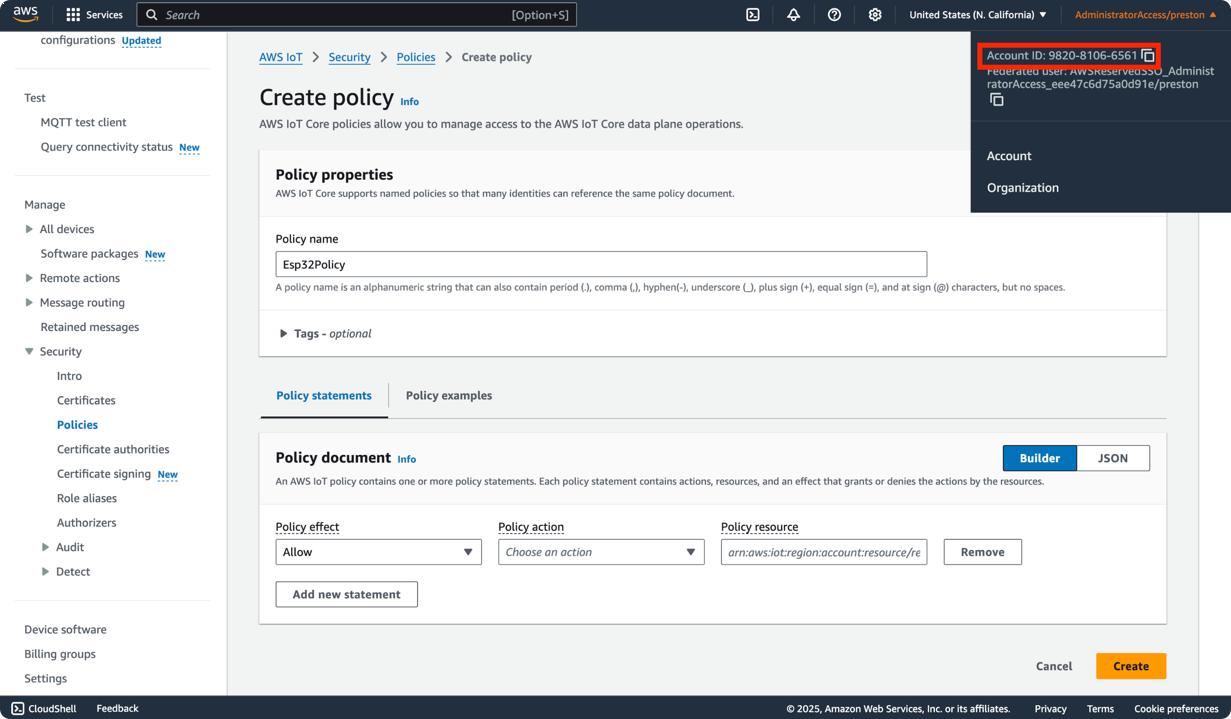 aws
Services
Search
[Option+S]
United States (N. California)
AdministratorAccess/preston
Account ID: 9820-8106-6561
Federated user: AWSReservedSSO_Administ
ratorAccess_eee47c6d75a0d91e/preston
Account
Organization
configurations Updated
Test
MQTT test client
Query connectivity status New
Manage
All devices
Software packages New
Remote actions
Message routing
Retained messages
Security
Intro
Certificates
Policies
Certificate authorities
Certificate signing New
Role aliases
Authorizers
Audit
Detect
Device software
Billing groups
Settings
AWS IoT > Security > Policies > Create policy
Create policy Info
AWS IoT Core policies allow you to manage access to the AWS IoT Core data plane operations.
Policy properties
AWS IoT Core supports named policies so that many identities can reference the same policy document.
Policy name
Esp32Policy
A policy name is an alphanumeric string that can also contain period (.), comma (,), hyphen(-), underscore (_), plus sign (+), equal sign (=), and at sign (@) characters, but no spaces.
Tags - optional
Policy statements
Policy examples
Policy document Info
Builder
JSON
An AWS IoT policy contains one or more policy statements. Each policy statement contains actions, resources, and an effect that grants or denies the actions by the resources.
Policy effect
Policy action
Policy resource
Allow
Choose an action
arn:aws:iot:region:account:resource/re
Remove
Add new statement
Cancel
Create
CloudShell
Feedback
© 2025, Amazon Web Services, Inc. or its affiliates.
Privacy
Terms
Cookie preferences